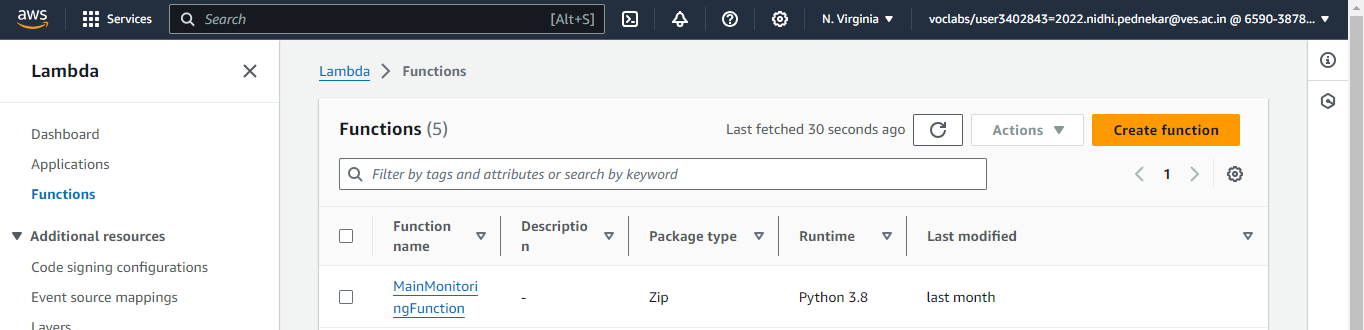 aws
Services
Search
[Alt+S]
N. Virginia
voclabs/user3402843=2022.nidhi.pednekar@ves.ac.in @ 6590-3878...
Lambda
Lambda
Functions
Dashboard
Applications
Functions
Additional resources
Code signing configurations
Event source mappings
Layers
Functions (5)
Last fetched 30 seconds ago
Actions
Create function
Filter by tags and attributes or search by keyword
1
Function
name
Descriptio
n
Package type
Runtime
Last modified
MainMonitori
ngFunction
-
Zip
Python 3.8
last month